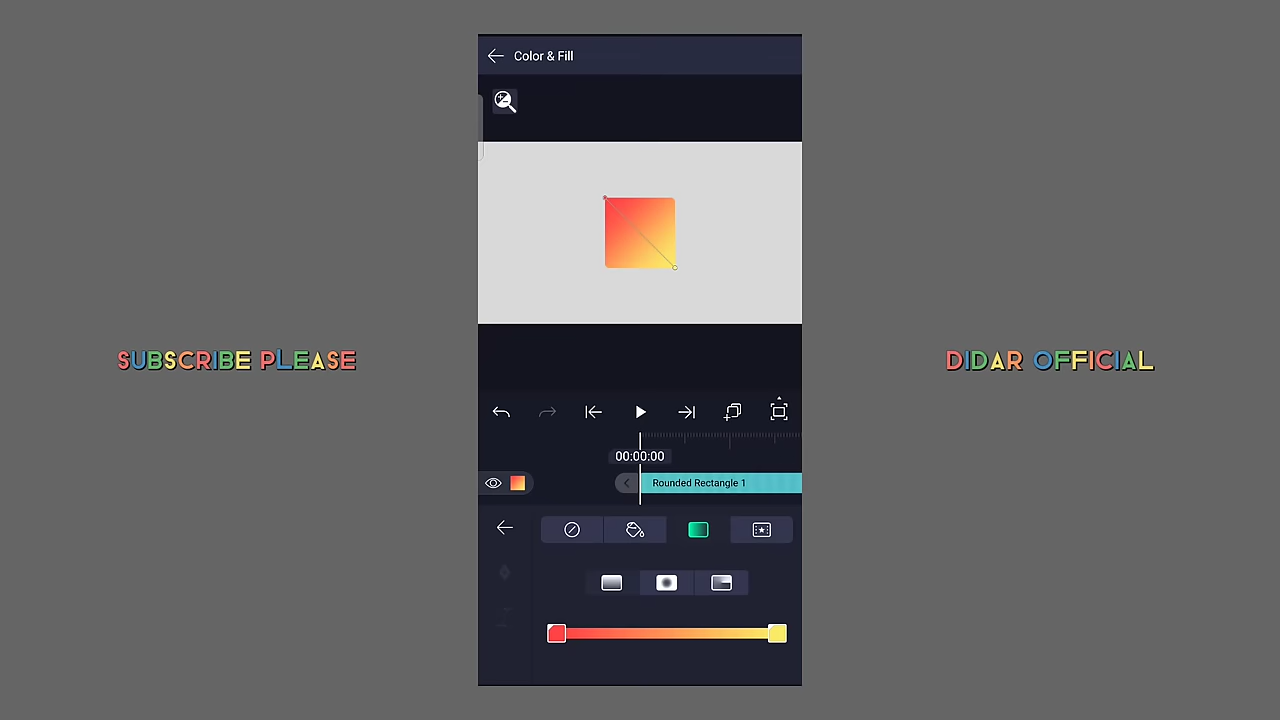 Color & Fill
SUBSCRIBE PLEASE
DIDAR OFFICIAL
00:00:00
Rounded Rectangle 1